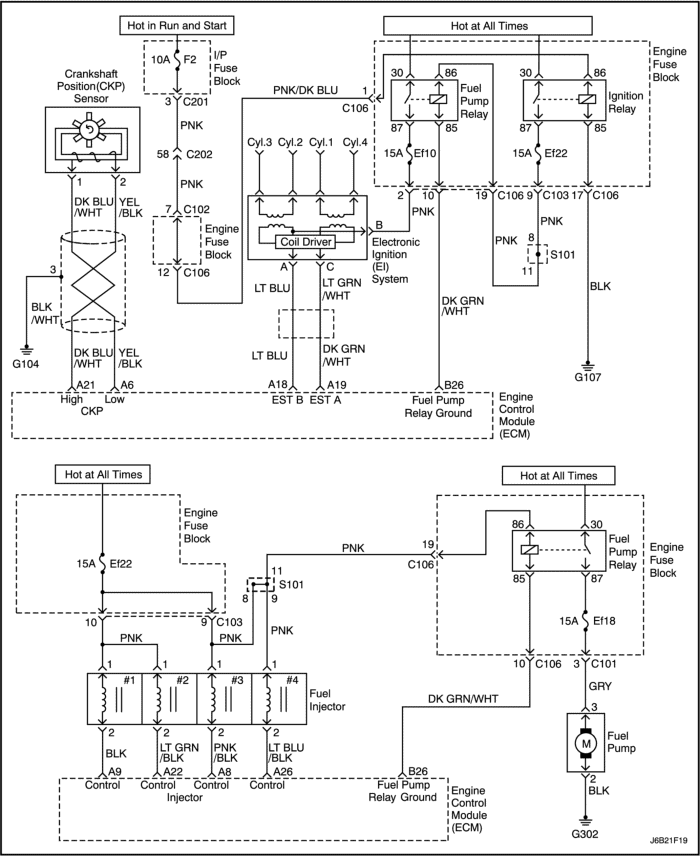 Hot in Run and Start
Hot at All Times
10A F2
I/P
Fuse
Block
Engine
Fuse
Block
Crankshaft
Position(CKP)
Sensor
3 C201
PNK
58 C202
PNK
7 C102
Engine
Fuse
Block
12 C106
PNK/DK BLU
1
C106
30 86
Fuel
Pump
Relay
87 85
30 86
Ignition
Relay
87 85
15A Ef10
15A Ef22
2 10 19 C106 9 C103 17 C106
PNK
PNK
PNK
8
S101
11
BLK
G107
Cyl.3 Cyl.2 Cyl.1 Cyl.4
Coil Driver
B
Electronic
Ignition
(EI)
System
A C
LT BLU
LT GRN
/WHT
LT BLU
DK GRN
/WHT
DK GRN
/WHT
1 2
DK BLU
/WHT
YEL
/BLK
3
BLK
/WHT
G104
DK BLU
/WHT
YEL
/BLK
A21 A6
High Low
CKP
A18 A19
EST B EST A
B26
Fuel Pump
Relay Ground
Engine
Control
Module
(ECM)
Hot at All Times
Engine
Fuse
Block
15A Ef22
10 9 C103
PNK
PNK
11
S101
8 9
PNK
PNK
19
C106
1 1 1 1
#1 #2 #3 #4
Fuel
Injector
2 2 2 2
BLK
LT GRN
/BLK
PNK
/BLK
LT BLU
/BLK
A9 A22 A8 A26
Control Control Control Control
Injector
Hot at All Times
86 30
Fuel
Pump
Relay
85 87
Engine
Fuse
Block
15A Ef18
10 C106 3 C101
DK GRN/WHT
GRY
3
M
Fuel
Pump
2
BLK
G302
B26
Fuel Pump
Relay Ground
Engine
Control
Module
(ECM)
J6B21F19